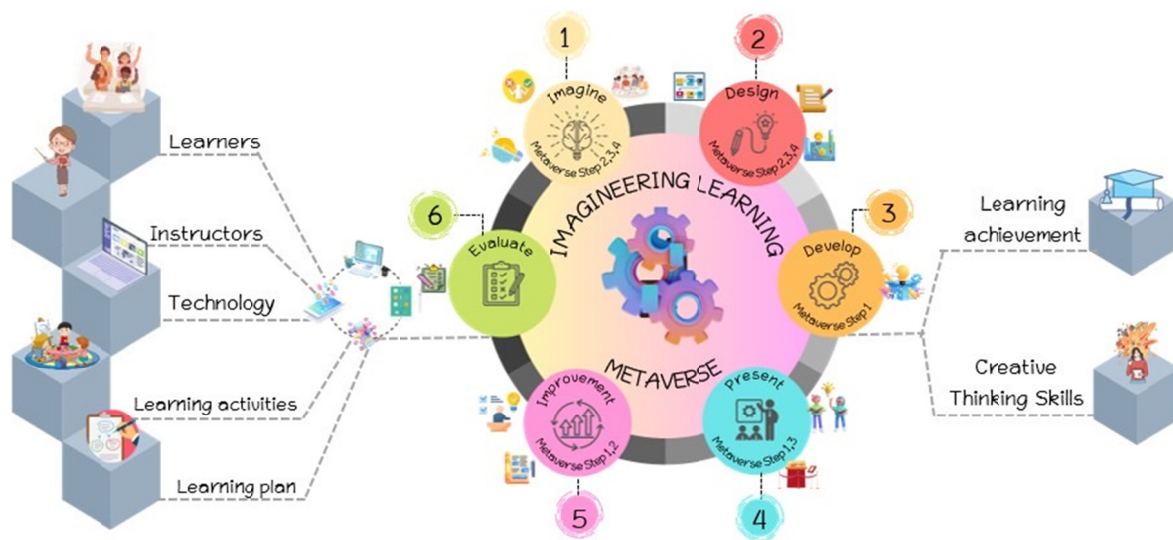 Learners
Instructors
Technology
Learning activities
Learning plan
1
Imagine
Metaverse Step 2,3,4
2
Design
Metaverse Step 2,3,4
3
Develop
Metaverse Step 1
4
Present
Metaverse Step 1,3
5
Improvement
Metaverse Step 1,2
6
Evaluate
IMAGINEERING LEARNING
METAVERSE
Learning
achievement
Creative
Thinking Skills